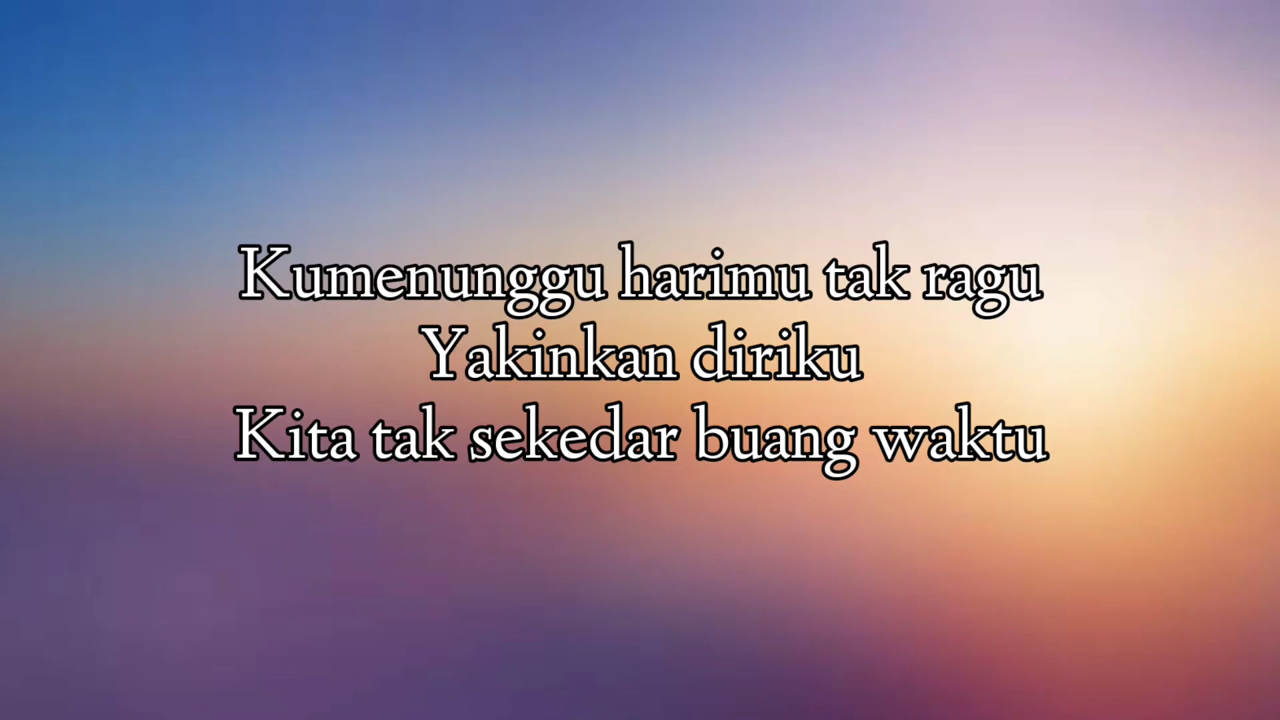 Kumenunggu harimu tak ragu
Yakinkan diriku
Kita tak sekedar buang waktu